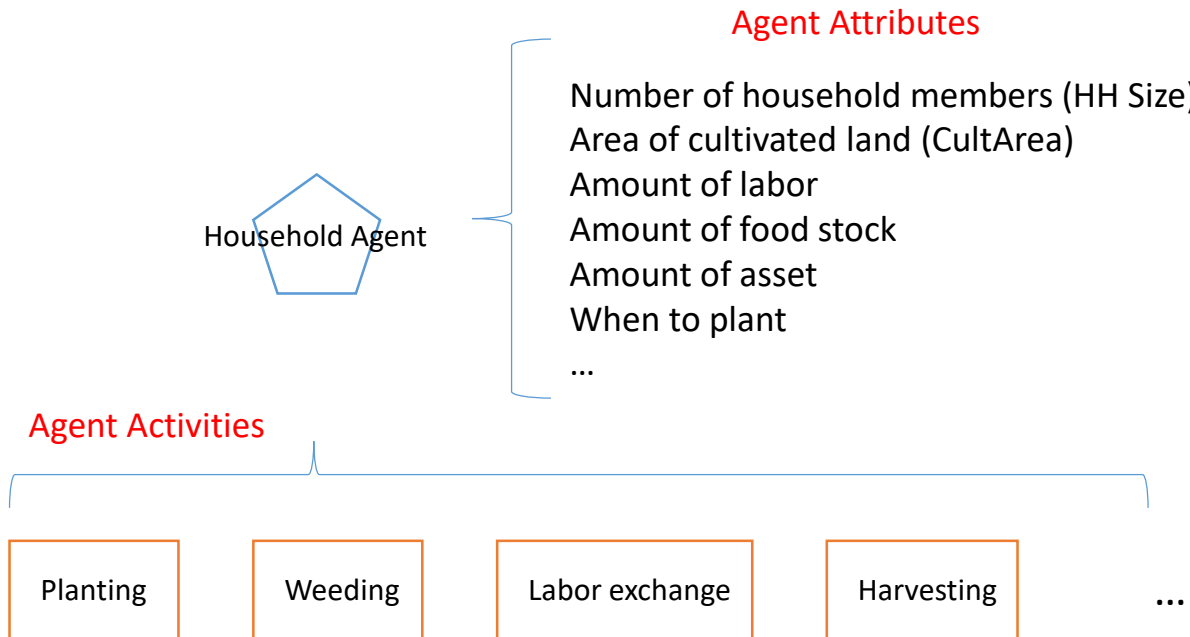 Agent Attributes
Number of household members (HH Size)
Area of cultivated land (CultArea)
Amount of labor
Household Agent
Amount of food stock
Amount of asset
When to plant
...
Agent Activities
Planting
Weeding
Labor exchange
Harvesting
...